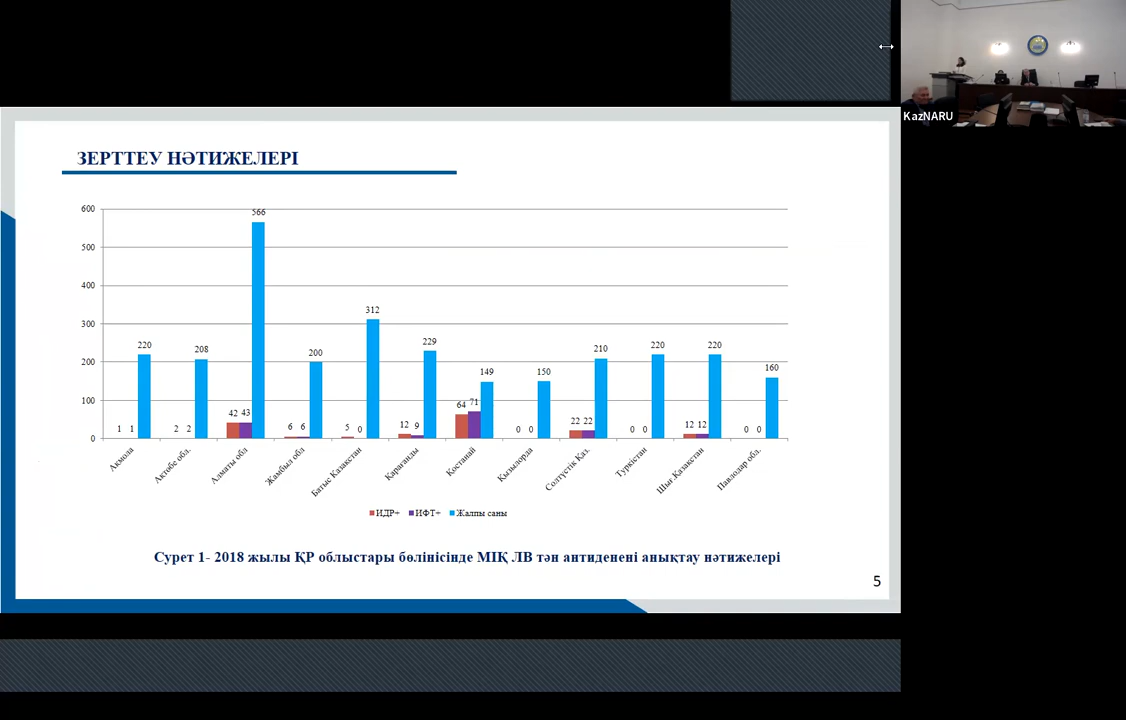 KazNARU
ЗЕРТТЕУ НӘТИЖЕЛЕРІ
600
500
400
300
200
100
0
1 1 220
2 2 208
42 43 566
6 6 200
5 0 312
12 9 229
64 71 149
0 0 150
22 22 210
0 0 220
12 12 220
0 0 160
Ақмола
Ақтөбе обл.
Алматы обл
Жамбыл обл
Батыс Қазақстан
Қарағанды
Қостанай
Қызылорда
Солтүстік Қаз.
Туркістан
Шығ.Қазақстан
Павлодар обл.
ИДР+ ИФТ+ Жалпы саны
Сурет 1- 2018 жылы ҚР облыстары бөлінісінде МІҚ ЛВ тән антиденені анықтау нәтижелері
5